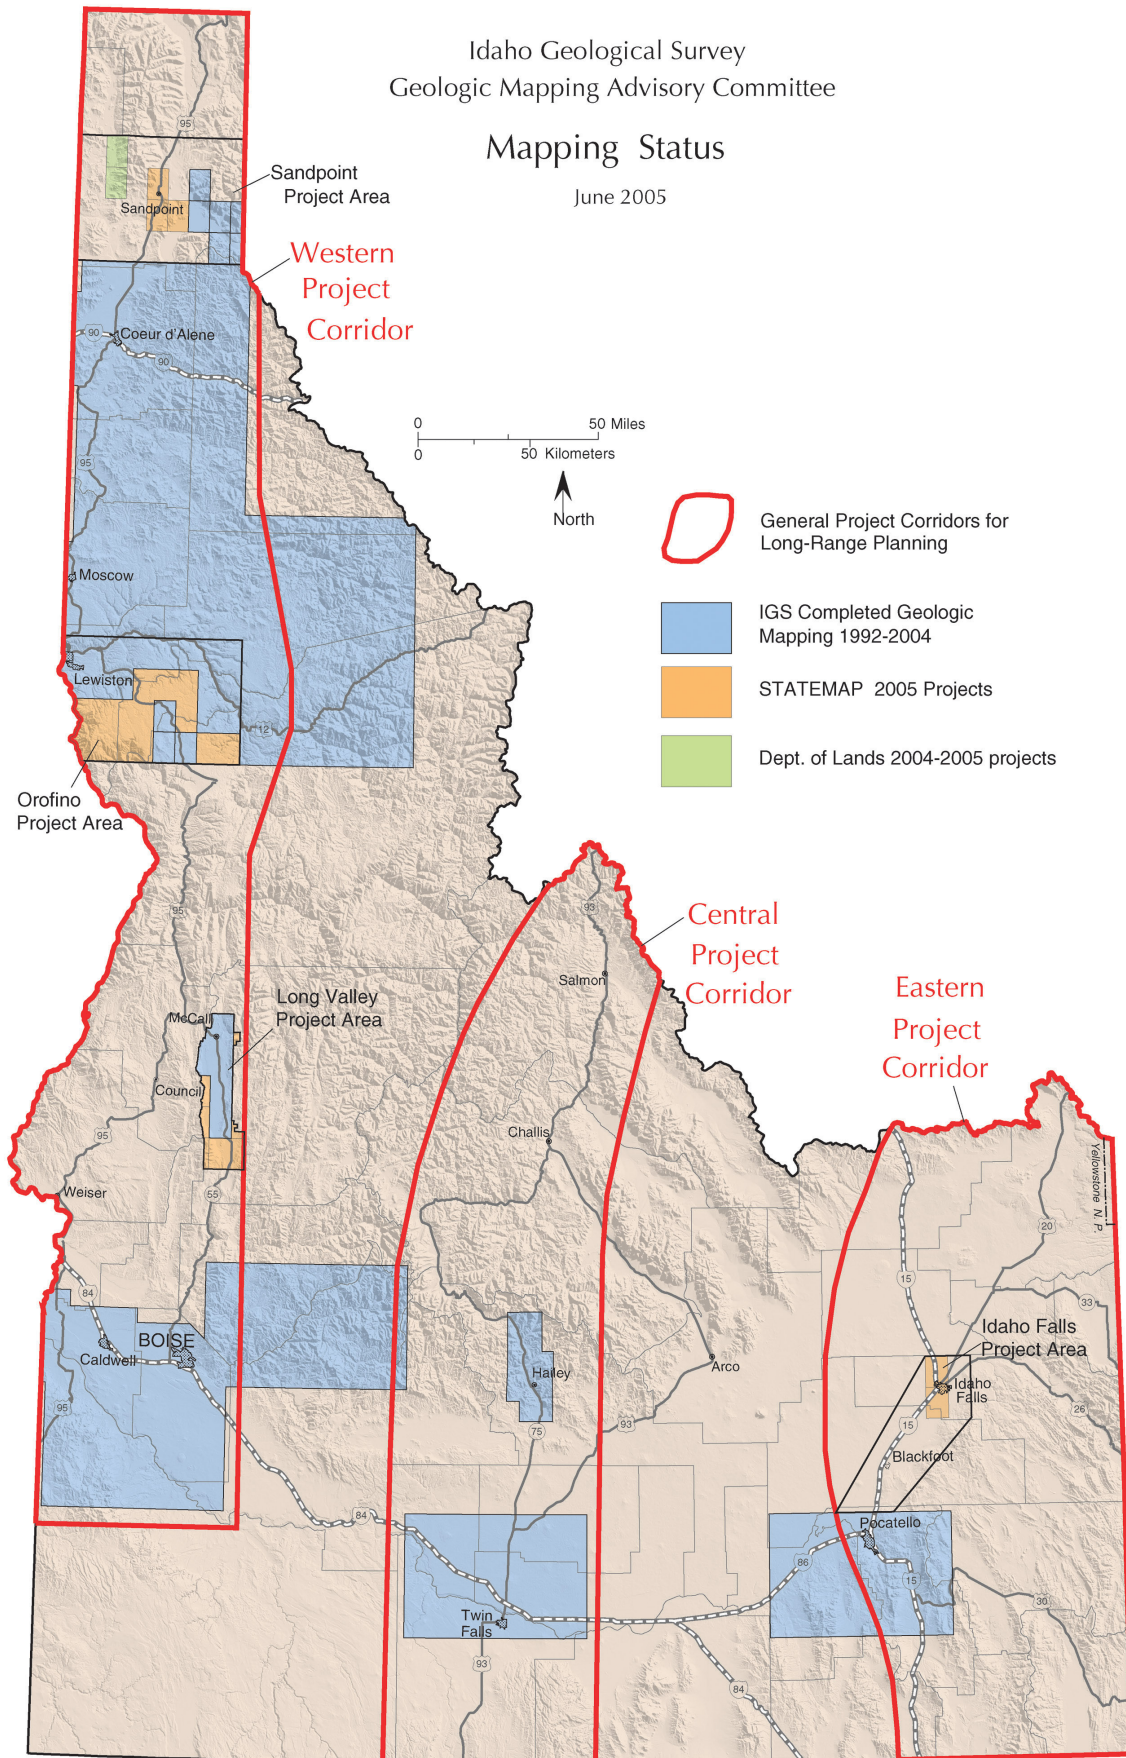 Idaho Geological Survey
Geologic Mapping Advisory Committee
Mapping Status
June 2005
95
Sandpoint
Project Area
Sandpoint
Western
Project
Corridor
90
Coeur d'Alene
90
0
50 Miles
0
50 Kilometers
North
95
General Project Corridors for
Long-Range Planning
Moscow
IGS Completed Geologic
Mapping 1992-2004
Lewiston
STATEMAP 2005 Projects
12
Dept. of Lands 2004-2005 projects
Orofino
Project Area
95
93
Central
Project
Corridor
Salmon
Long Valley
Project Area
McCall
Eastern
Project
Corridor
Council
95
Challis
Yellowstone N. P.
Weiser
55
20
15
84
33
BOISE
Caldwell
Idaho Falls
Project Area
Arco
Hailey
Idaho
Falls
95
26
93
15
75
Blackfoot
84
Pocatello
86
15
30
Twin
Falls
93
84